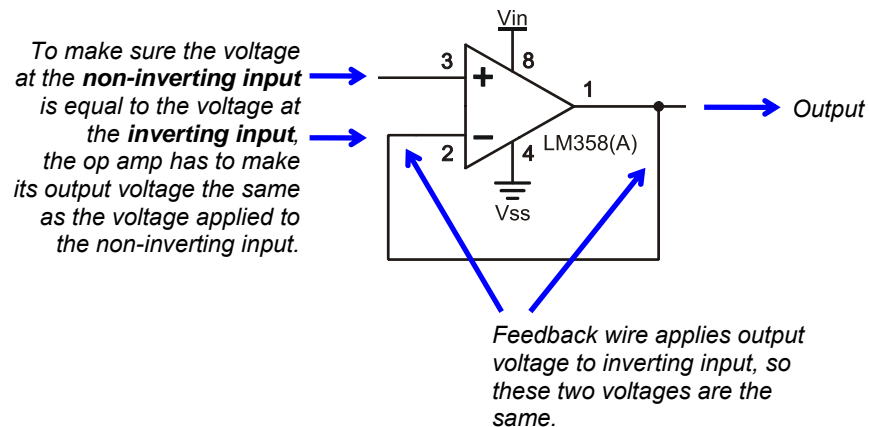 To make sure the voltage
at the non-inverting input
is equal to the voltage at
the inverting input,
the op amp has to make
its output voltage the same
as the voltage applied to
the non-inverting input.
Vin
3
8
+
1
Output
−
2
4
LM358(A)
Vss
Feedback wire applies output
voltage to inverting input, so
these two voltages are the
same.